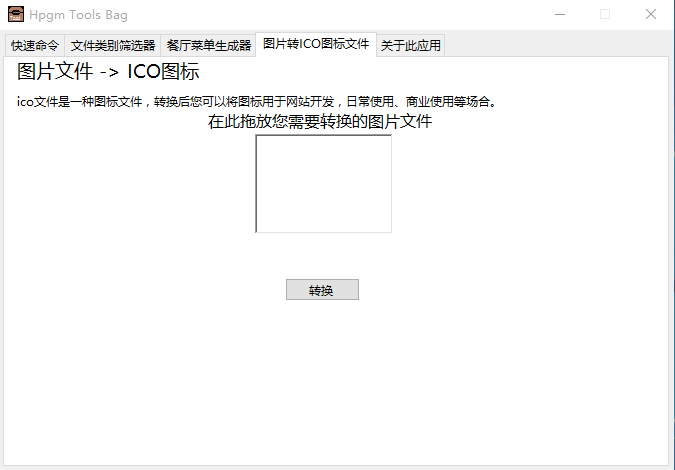 Hpgm Tools Bag
快速命令 文件类别筛选器 餐厅菜单生成器 图片转ICO图标文件 关于此应用
图片文件 -> ICO图标
ico文件是一种图标文件，转换后您可以将图标用于网站开发，日常使用、商业使用等场合。
在此拖放您需要转换的图片文件
转换